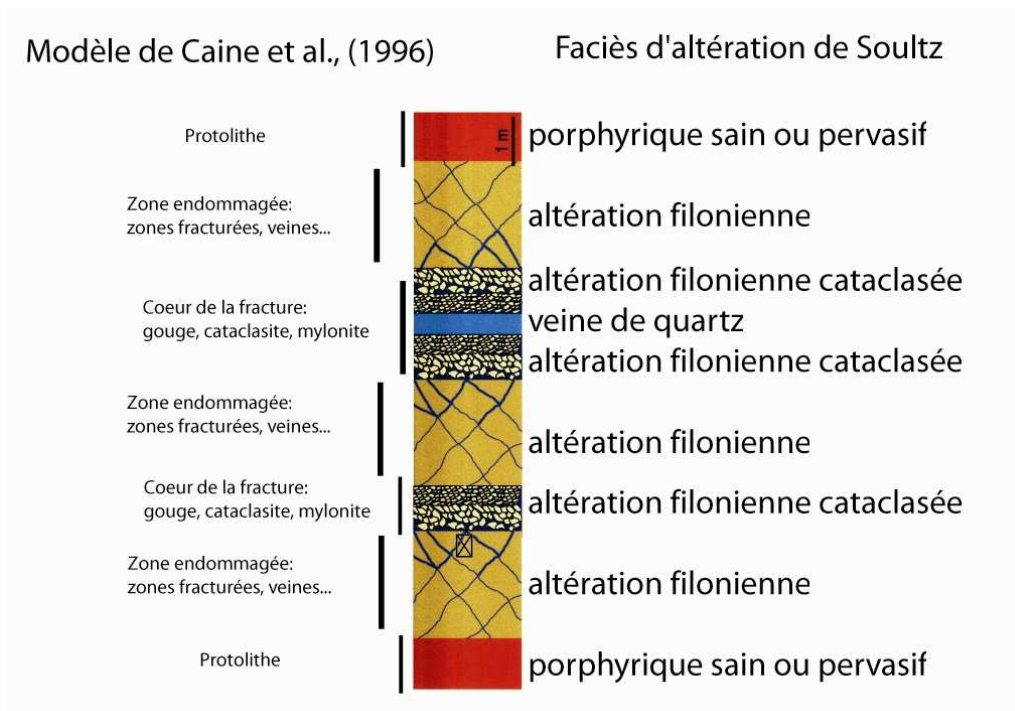 Modèle de Caine et al., (1996)
Faciès d'altération de Soultz
Protolithe
1 m
porphyrique sain ou pervasif
Zone endommagée:
zones fracturées, veines...
altération filonienne
Coeur de la fracture:
gouge, cataclasite, mylonite
altération filonienne cataclasée
veine de quartz
altération filonienne cataclasée
Zone endommagée:
zones fracturées, veines...
altération filonienne
Coeur de la fracture:
gouge, cataclasite, mylonite
altération filonienne cataclasée
Zone endommagée:
zones fracturées, veines...
altération filonienne
Protolithe
porphyrique sain ou pervasif